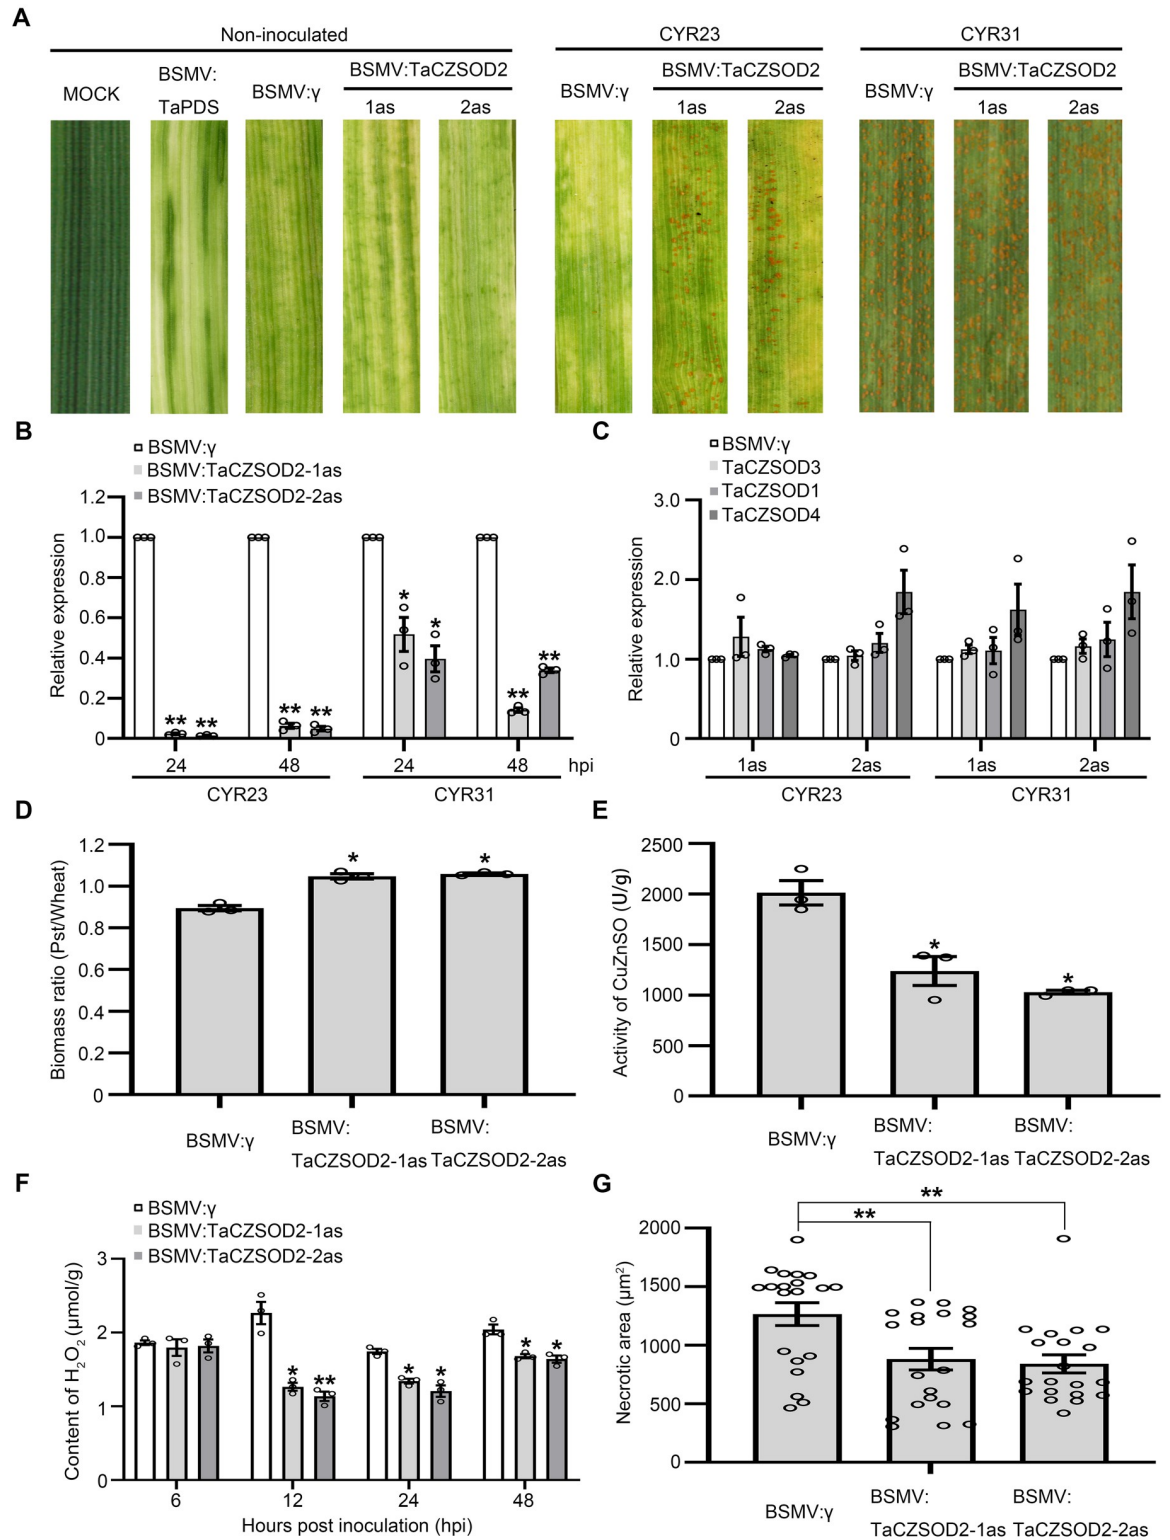 A
Non-inoculated
CYR23
CYR31
MOCK
BSMV:
TaPDS
BSMV:γ
BSMV:TaCZSOD2
1as
2as
BSMV:γ
BSMV:TaCZSOD2
1as
2as
BSMV:γ
BSMV:TaCZSOD2
1as
2as
B
BSMV:γ
BSMV:TaCZSOD2-1as
BSMV:TaCZSOD2-2as
Relative expression
1.2
1.0
0.8
0.6
0.4
0.2
0
** ** ** ** * * ** **
24 48 24 48 hpi
CYR23 CYR31
C
BSMV:γ
TaCZSOD3
TaCZSOD1
TaCZSOD4
Relative expression
3.0
2.0
1.0
0
1as 2as 1as 2as
CYR23 CYR31
D
Biomass ratio (Pst/Wheat)
1.2
1.0
0.8
0.6
0.4
0.2
0
* *
BSMV:γ
BSMV:
TaCZSOD2-1as
BSMV:
TaCZSOD2-2as
E
Activity of CuZnSO (U/g)
2500
2000
1500
1000
500
0
* *
BSMV:γ
BSMV:
TaCZSOD2-1as
BSMV:
TaCZSOD2-2as
F
BSMV:γ
BSMV:TaCZSOD2-1as
BSMV:TaCZSOD2-2as
Content of H₂O₂ (μmol/g)
3
2
1
0
* ** * * * *
6 12 24 48
Hours post inoculation (hpi)
G
Necrotic area (μm²)
2000
1500
1000
500
0
**
**
BSMV:γ
BSMV:
TaCZSOD2-1as
BSMV:
TaCZSOD2-2as